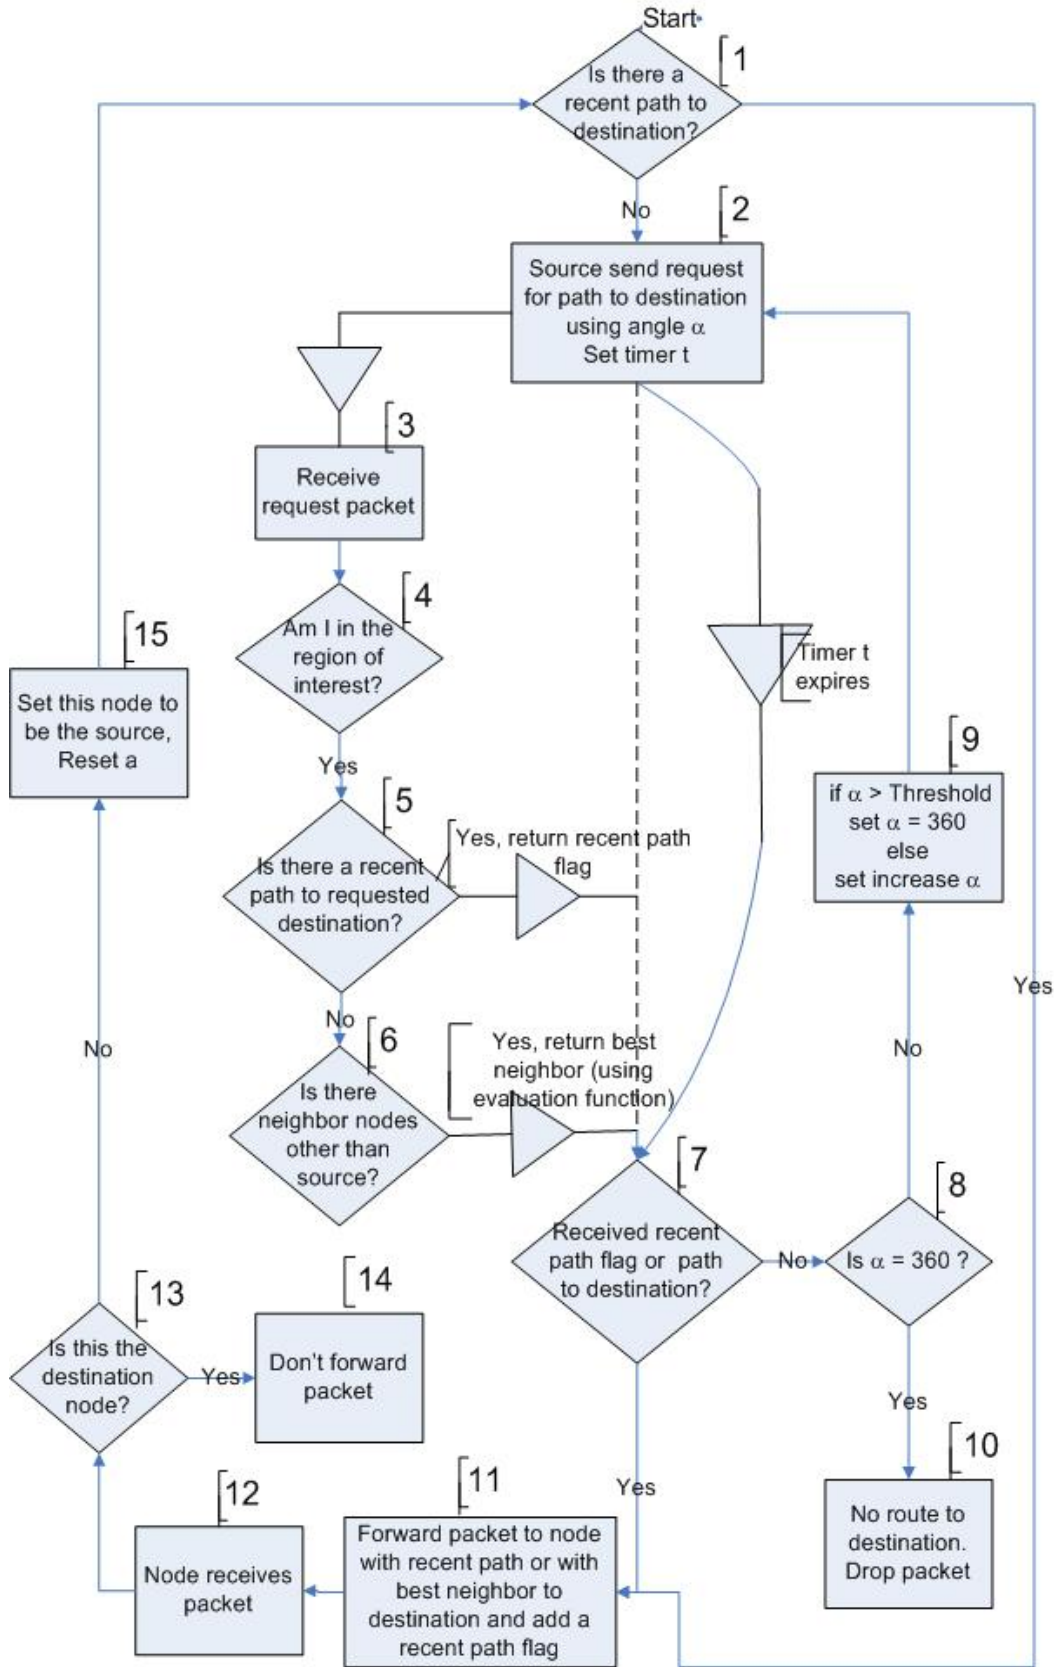 Start
1
Is there a
recent path to
destination?
No
2
Source send request
for path to destination
using angle α
Set timer t
3
Receive
request packet
4
Am I in the
region of
interest?
Timer t
expires
15
Set this node to
be the source,
Reset a
Yes
9
if α > Threshold
set α = 360
else
set increase α
5
Is there a recent
path to requested
destination?
Yes, return recent path
flag
Yes
No
No
6
Is there
neighbor nodes
other than
source?
Yes, return best
neighbor (using
evaluation function)
No
7
Received recent
path flag or path
to destination?
No
8
Is α = 360 ?
13
Is this the
destination
node?
Yes
14
Don't forward
packet
Yes
Yes
10
No route to
destination.
Drop packet
11
Forward packet to node
with recent path or with
best neighbor to
destination and add a
recent path flag
12
Node receives
packet